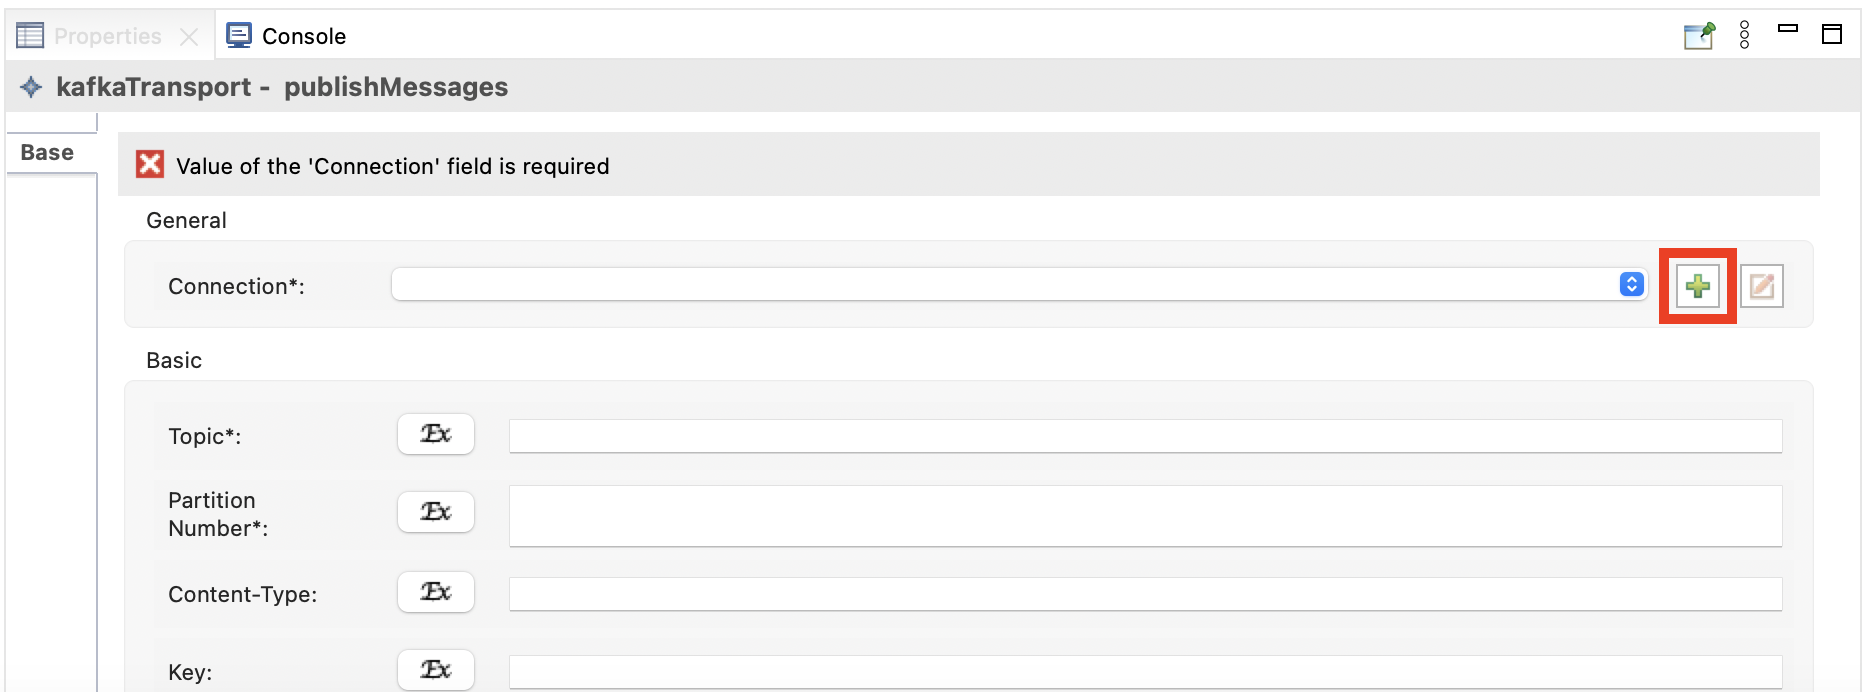 Properties
Console
kafkaTransport - publishMessages
Base
Value of the 'Connection' field is required
General
Connection*:
Basic
Topic*:
Ex
Partition
Number*:
Ex
Content-Type:
Ex
Key:
Ex